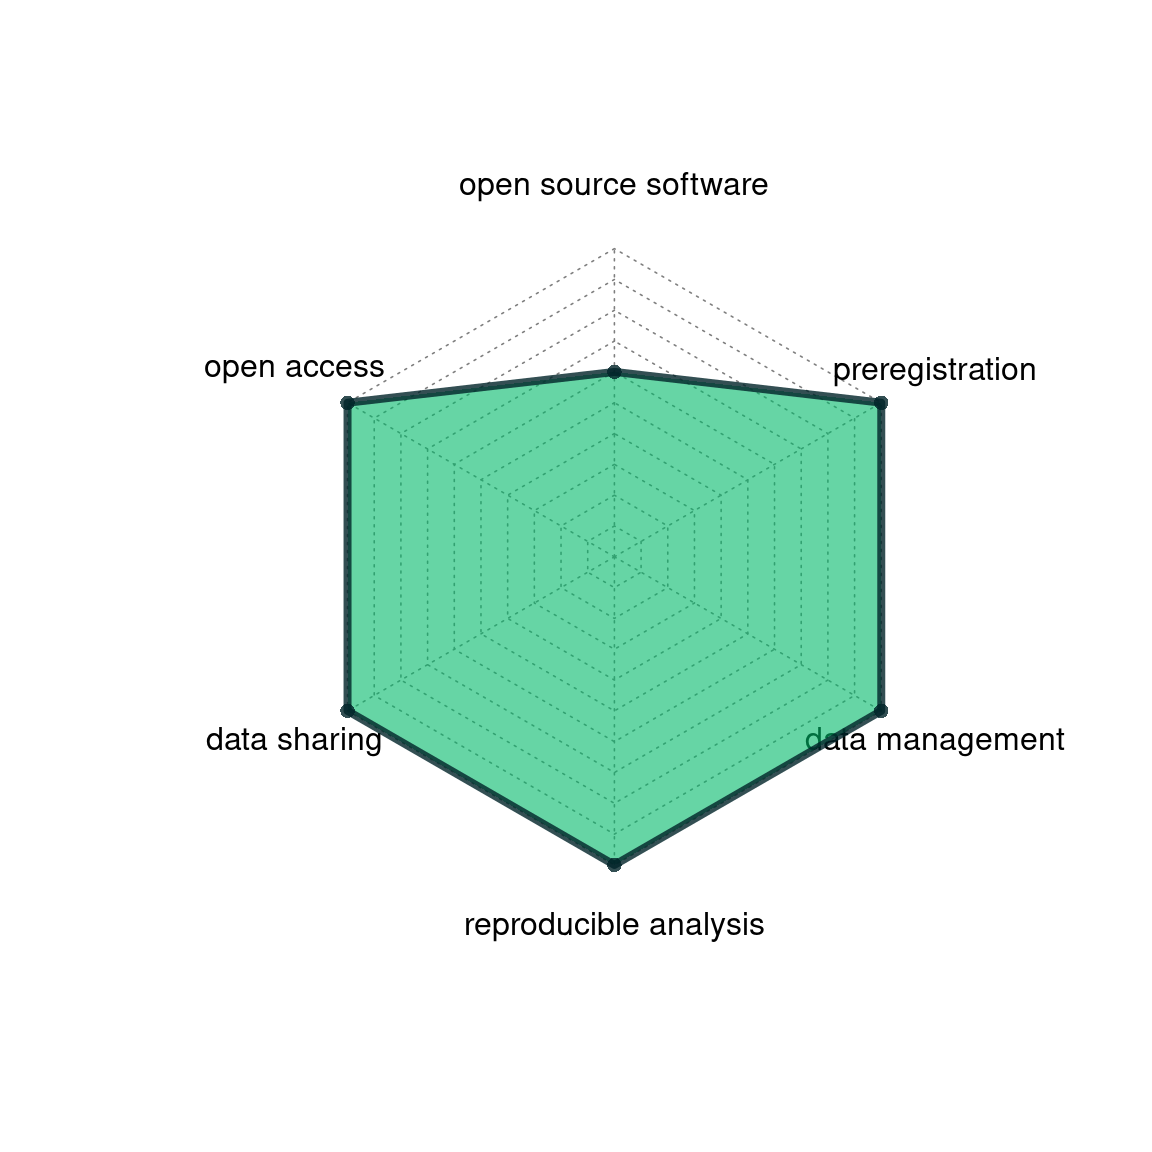 open source software
open access
preregistration
data sharing
data management
reproducible analysis